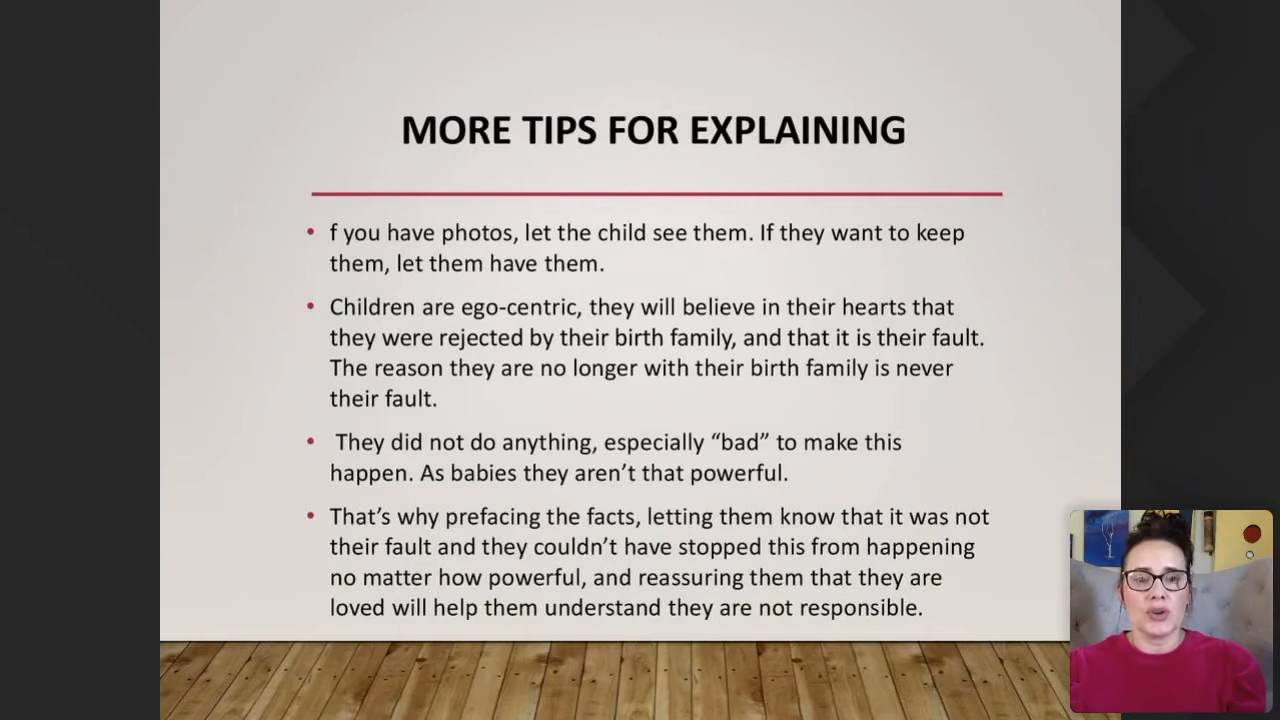 MORE TIPS FOR EXPLAINING
• f you have photos, let the child see them. If they want to keep
them, let them have them.
• Children are ego-centric, they will believe in their hearts that
they were rejected by their birth family, and that it is their fault.
The reason they are no longer with their birth family is never
their fault.
• They did not do anything, especially “bad” to make this
happen. As babies they aren’t that powerful.
• That’s why prefacing the facts, letting them know that it was not
their fault and they couldn’t have stopped this from happening
no matter how powerful, and reassuring them that they are
loved will help them understand they are not responsible.